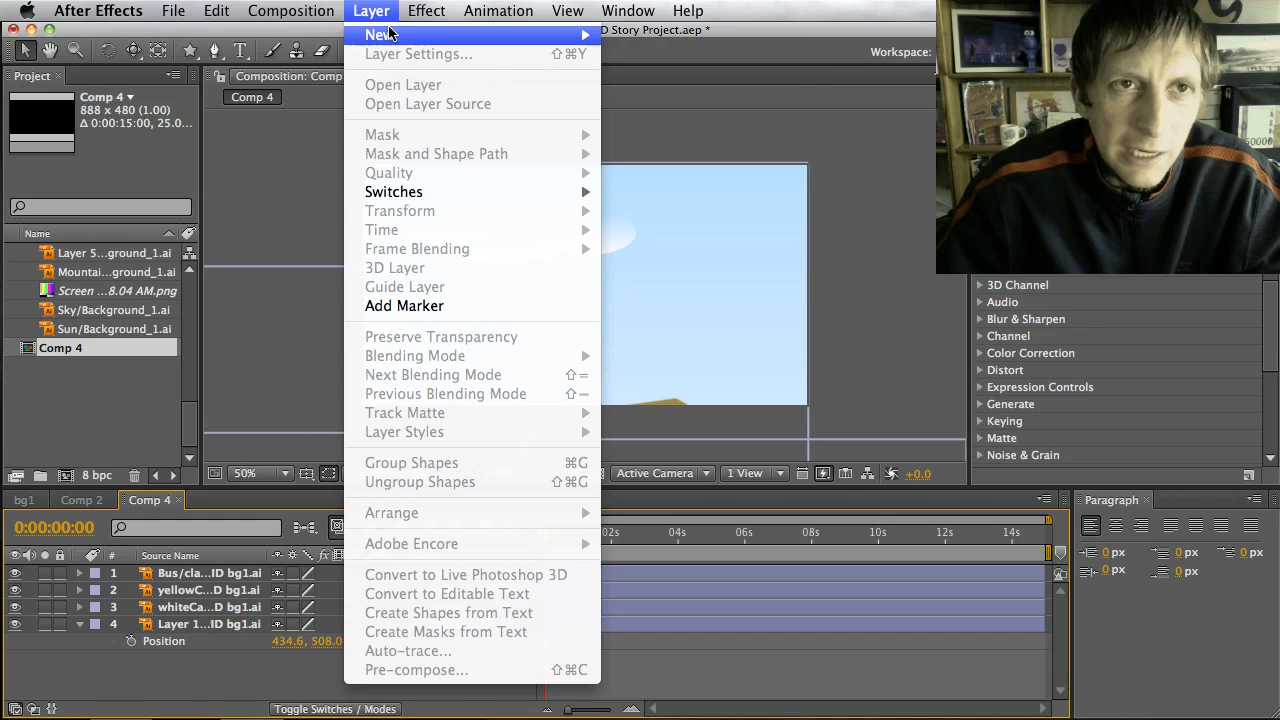 After Effects File Edit Composition Layer Effect Animation View Window Help
D Story Project.aep *
Workspace:
Project
Composition: Comp
Comp 4
888 x 480 (1.00)
Δ 0:00:15:00, 25.0...
Comp 4
Name
Layer 5...ground_1.ai
Mountai...ground_1.ai
Screen ...8.04 AM.png
Sky/Background_1.ai
Sun/Background_1.ai
Comp 4
8 bpc
New
Layer Settings... ⇧⌘Y
Open Layer
Open Layer Source
Mask
Mask and Shape Path
Quality
Switches
Transform
Time
Frame Blending
3D Layer
Guide Layer
Add Marker
Preserve Transparency
Blending Mode
Next Blending Mode ⇧=
Previous Blending Mode ⇧−
Track Matte
Layer Styles
Group Shapes ⌘G
Ungroup Shapes ⇧⌘G
Arrange
Adobe Encore
Convert to Live Photoshop 3D
Convert to Editable Text
Create Shapes from Text
Create Masks from Text
Auto-trace...
Pre-compose... ⇧⌘C
50%
Active Camera
1 View
+0.0
3D Channel
Audio
Blur & Sharpen
Channel
Color Correction
Distort
Expression Controls
Generate
Keying
Matte
Noise & Grain
bg1 Comp 2 Comp 4
0:00:00:00
# Source Name
1 Bus/cla...ID bg1.ai
2 yellowC...D bg1.ai
3 whiteCa...D bg1.ai
4 Layer 1...ID bg1.ai
Position 434.6, 508.0
02s 04s 06s 08s 10s 12s 14s
Toggle Switches / Modes
Paragraph
0 px 0 px 0 px
0 px 0 px